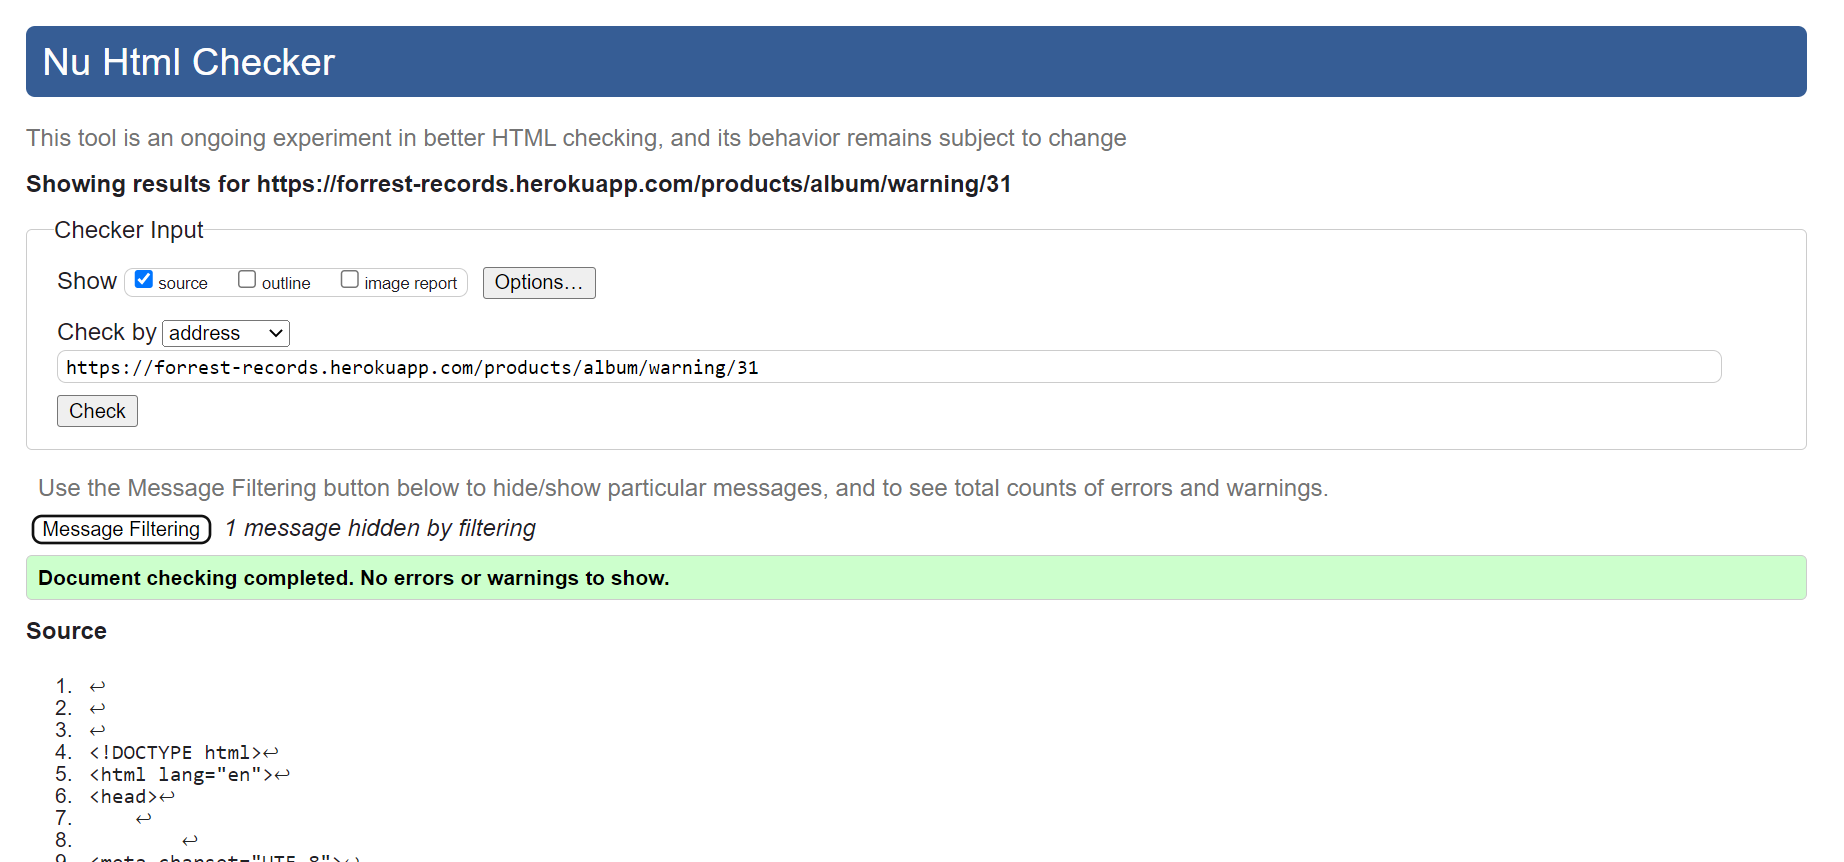 Nu Html Checker
This tool is an ongoing experiment in better HTML checking, and its behavior remains subject to change
Showing results for https://forrest-records.herokuapp.com/products/album/warning/31
Checker Input
Show source outline image report Options...
Check by address
https://forrest-records.herokuapp.com/products/album/warning/31
Check
Use the Message Filtering button below to hide/show particular messages, and to see total counts of errors and warnings.
Message Filtering 1 message hidden by filtering
Document checking completed. No errors or warnings to show.
Source
1. ↩
2. ↩
3. ↩
4. <!DOCTYPE html>↩
5. <html lang="en">↩
6. <head>↩
7. ↩
8. ↩
9. <meta charset="UTF-8">↩